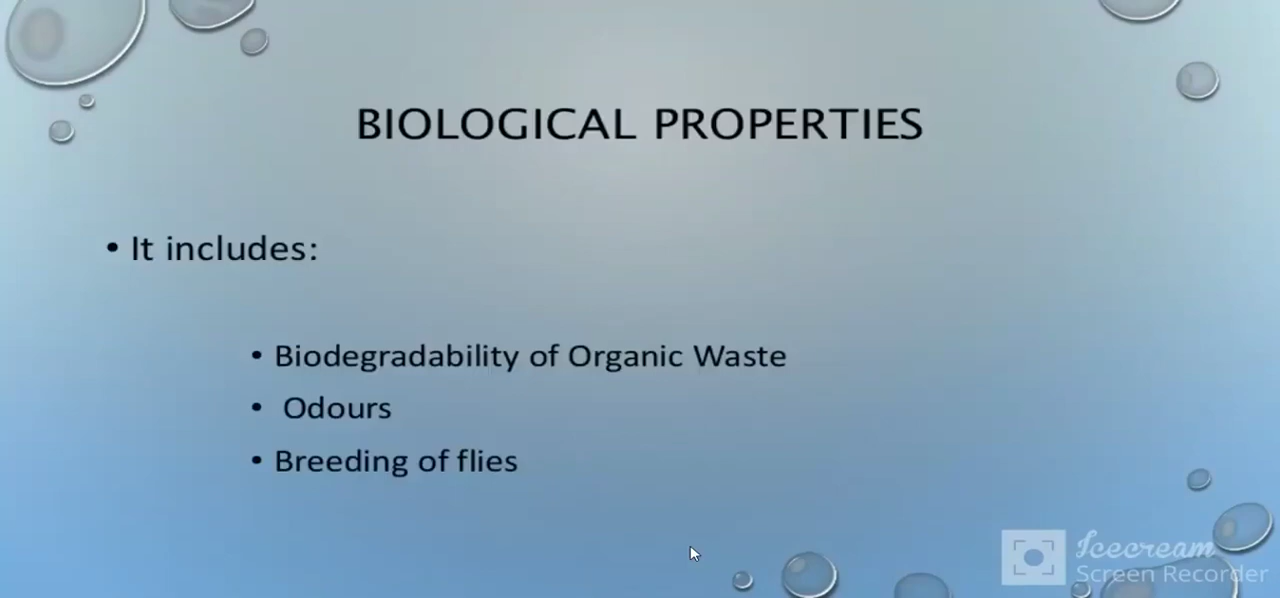 BIOLOGICAL PROPERTIES
• It includes:
• Biodegradability of Organic Waste
• Odours
• Breeding of flies
Icecream
Screen Recorder